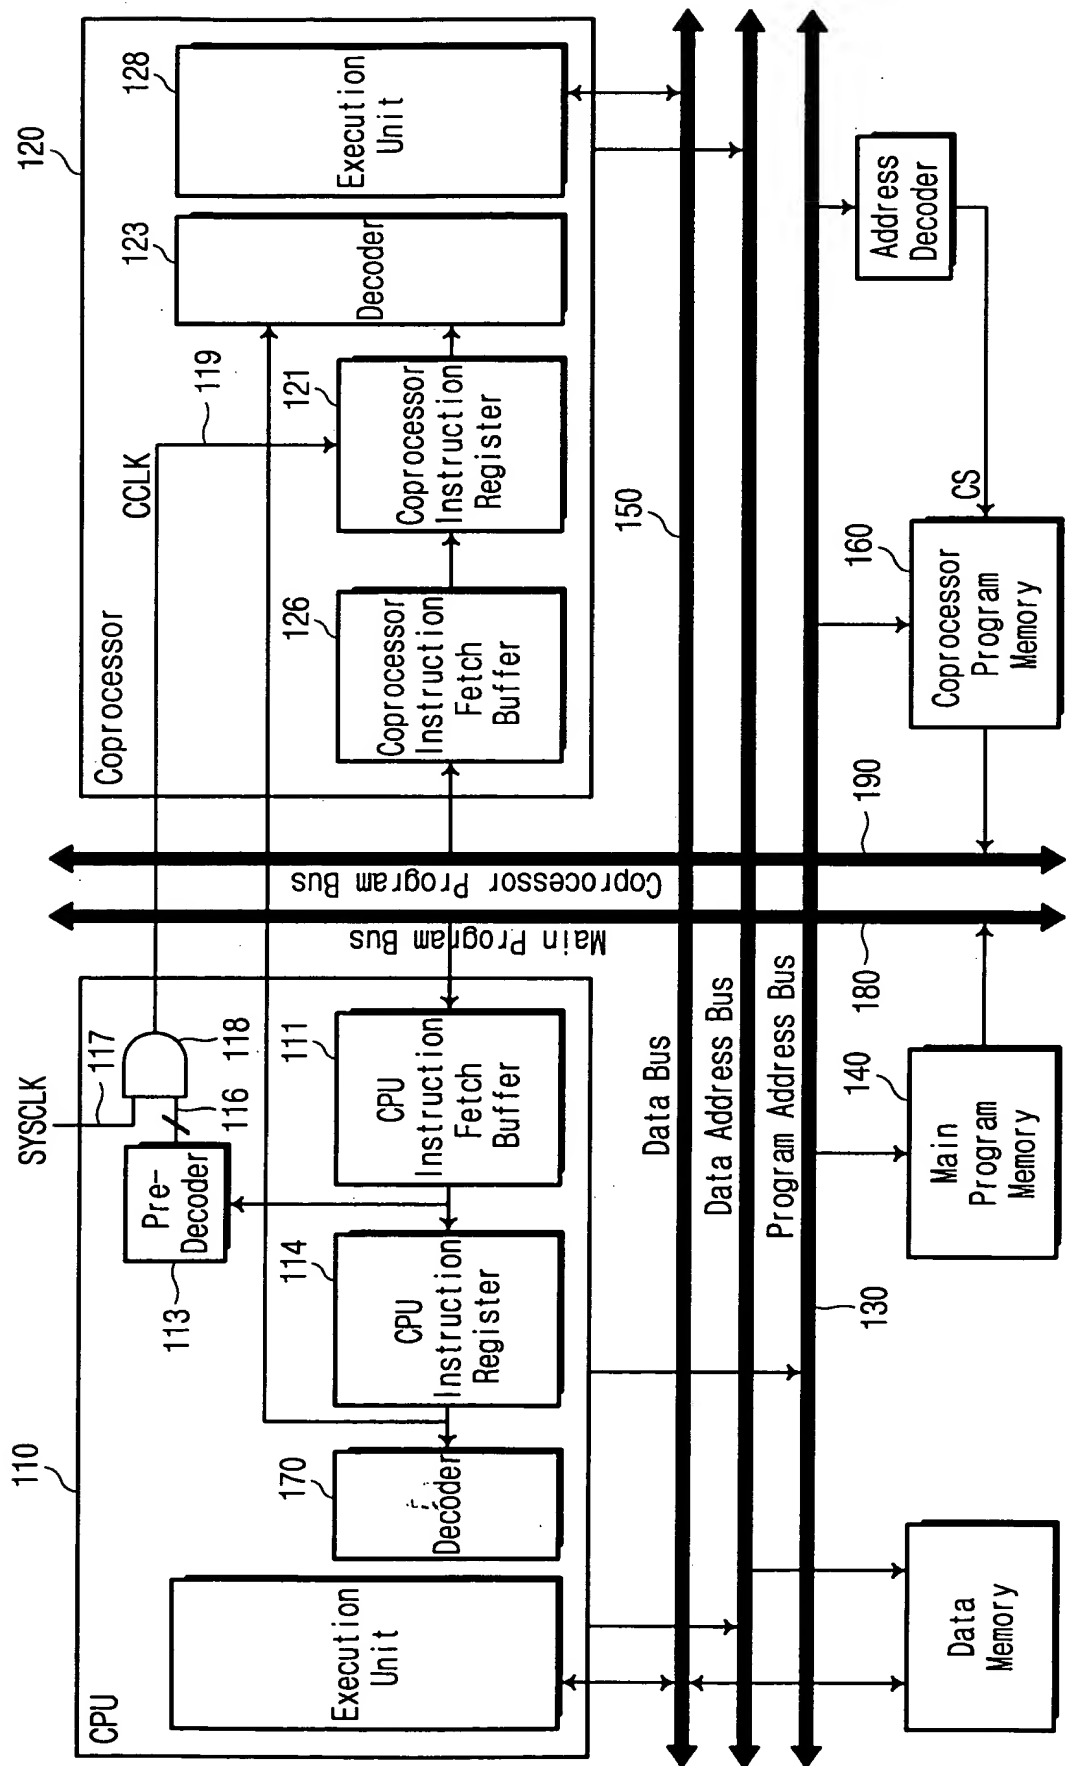 CPU
110
SYSCLK
117
118
116
Pre-
Decoder
113
Execution
Unit
170
Decoder
114
CPU
Instruction
Register
111
CPU
Instruction
Fetch
Buffer
Main Program Bus
Coprocessor Program Bus
Coprocessor
120
CCLK
119
126
Coprocessor
Instruction
Fetch
Buffer
121
Coprocessor
Instruction
Register
123
Decoder
128
Execution
Unit
Data Bus
150
Data Address Bus
Program Address Bus
130
Data
Memory
140
Main
Program
Memory
180
190
160
Coprocessor
Program
Memory
CS
Address
Decoder